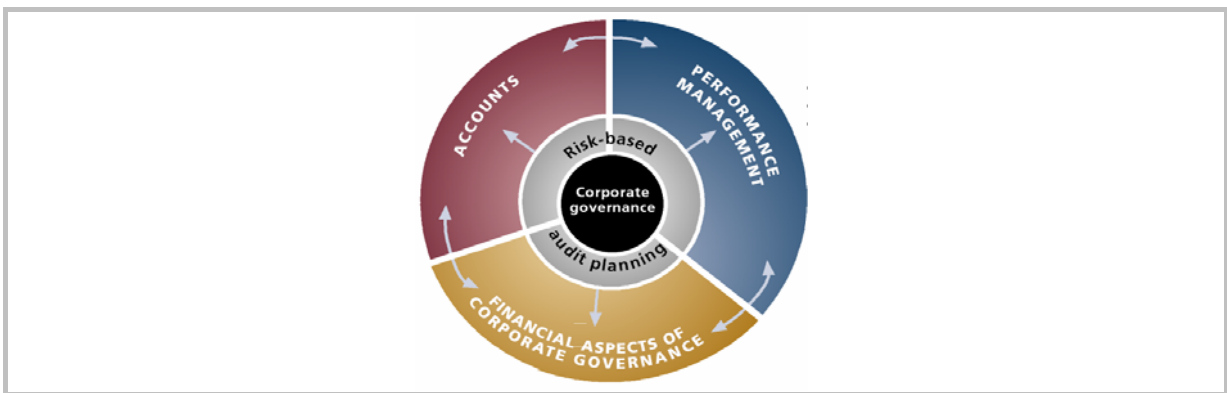 ACCOUNTS
PERFORMANCE
MANAGEMENT
Risk-based
Corporate
governance
audit planning
FINANCIAL ASPECTS OF
CORPORATE GOVERNANCE